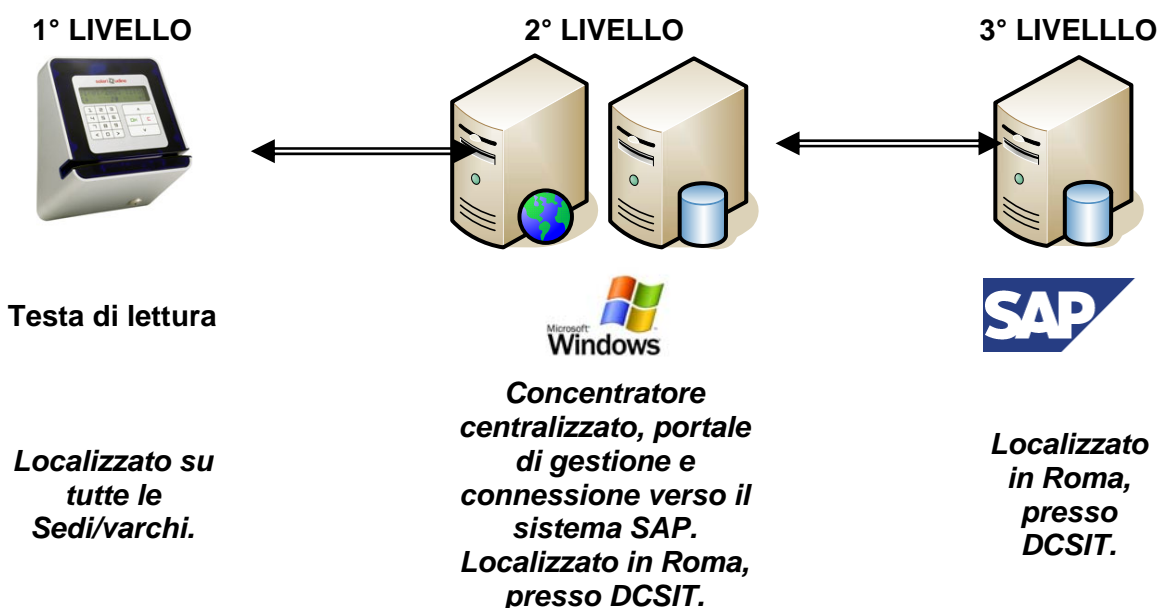 1° LIVELLO
2° LIVELLO
3° LIVELLLO
Testa di lettura
Microsoft
Windows
SAP
Localizzato su
tutte le
Sedi/varchi.
Concentratore
centralizzato, portale
di gestione e
connessione verso il
sistema SAP.
Localizzato in Roma,
presso DCSIT.
Localizzato
in Roma,
presso
DCSIT.